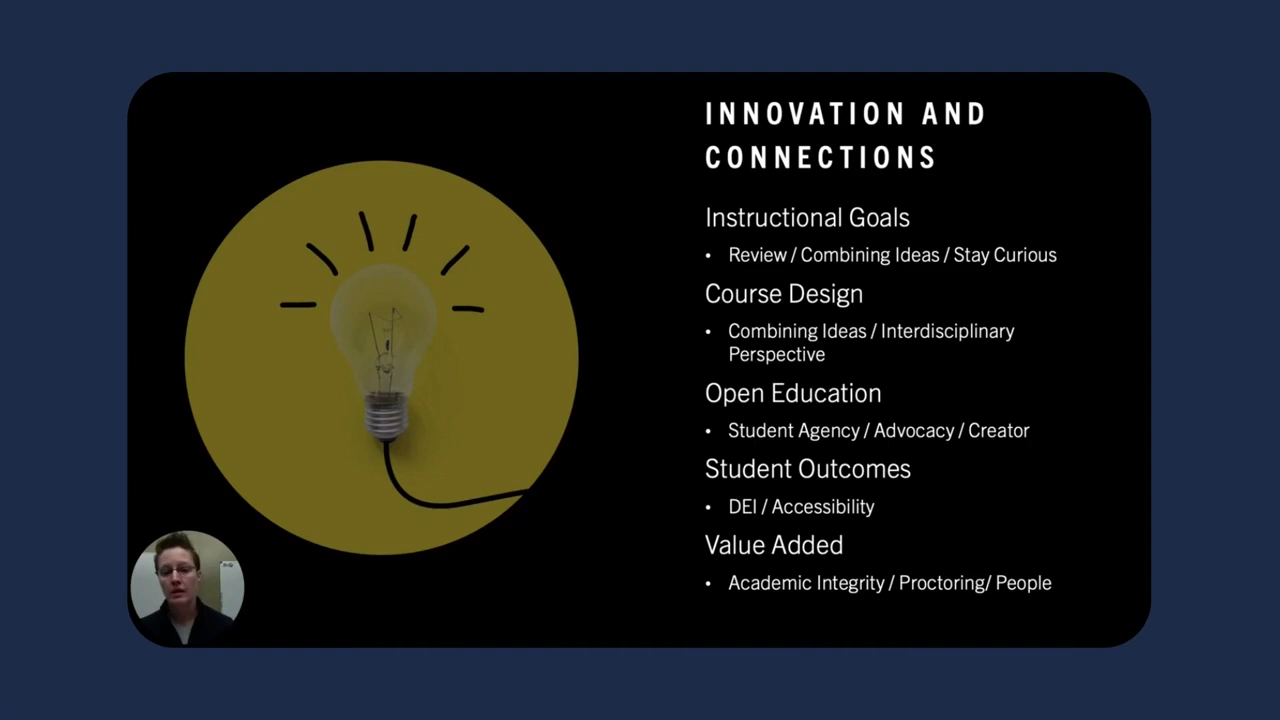 INNOVATION AND
CONNECTIONS
Instructional Goals
• Review / Combining Ideas / Stay Curious
Course Design
• Combining Ideas / Interdisciplinary
Perspective
Open Education
• Student Agency / Advocacy / Creator
Student Outcomes
• DEI / Accessibility
Value Added
• Academic Integrity / Proctoring/ People